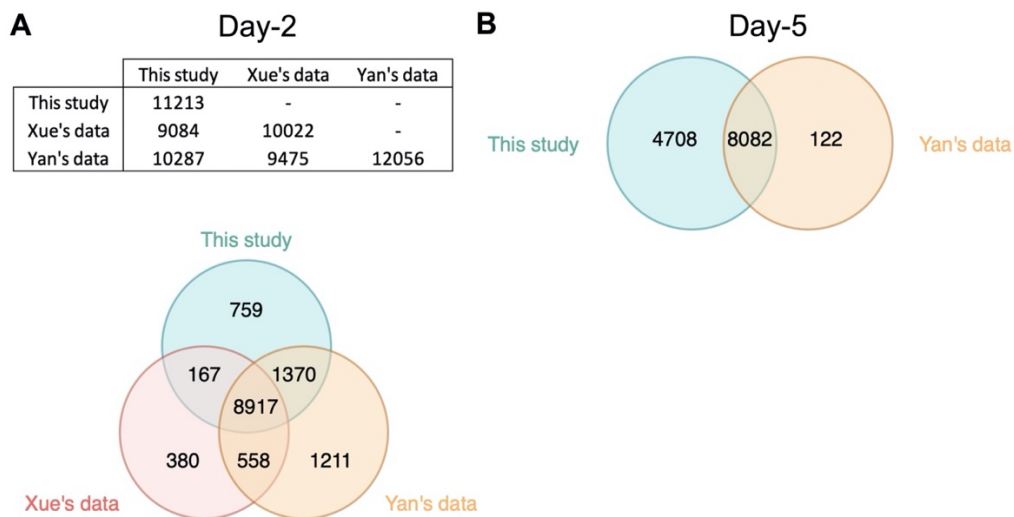 A
Day-2
This study Xue's data Yan's data
This study 11213 - -
Xue's data 9084 10022 -
Yan's data 10287 9475 12056
This study
759
167 1370
8917
380 558 1211
Xue's data Yan's data
B
Day-5
This study 4708 8082 122 Yan's data